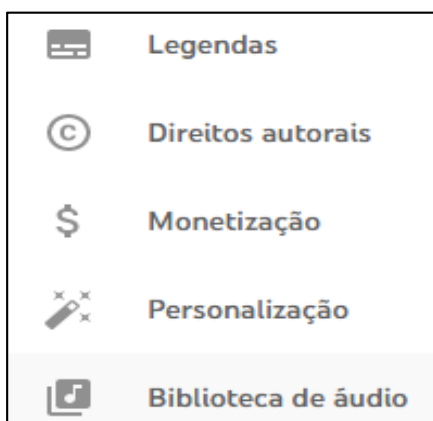 Legendas
Direitos autorais
Monetização
Personalização
Biblioteca de áudio